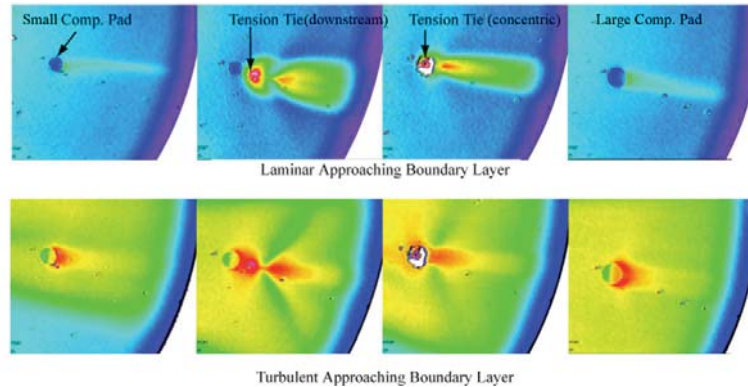 Small Comp. Pad
Tension Tie(downstream)
Tension Tie (concentric)
Large Comp. Pad
Laminar Approaching Boundary Layer
Turbulent Approaching Boundary Layer